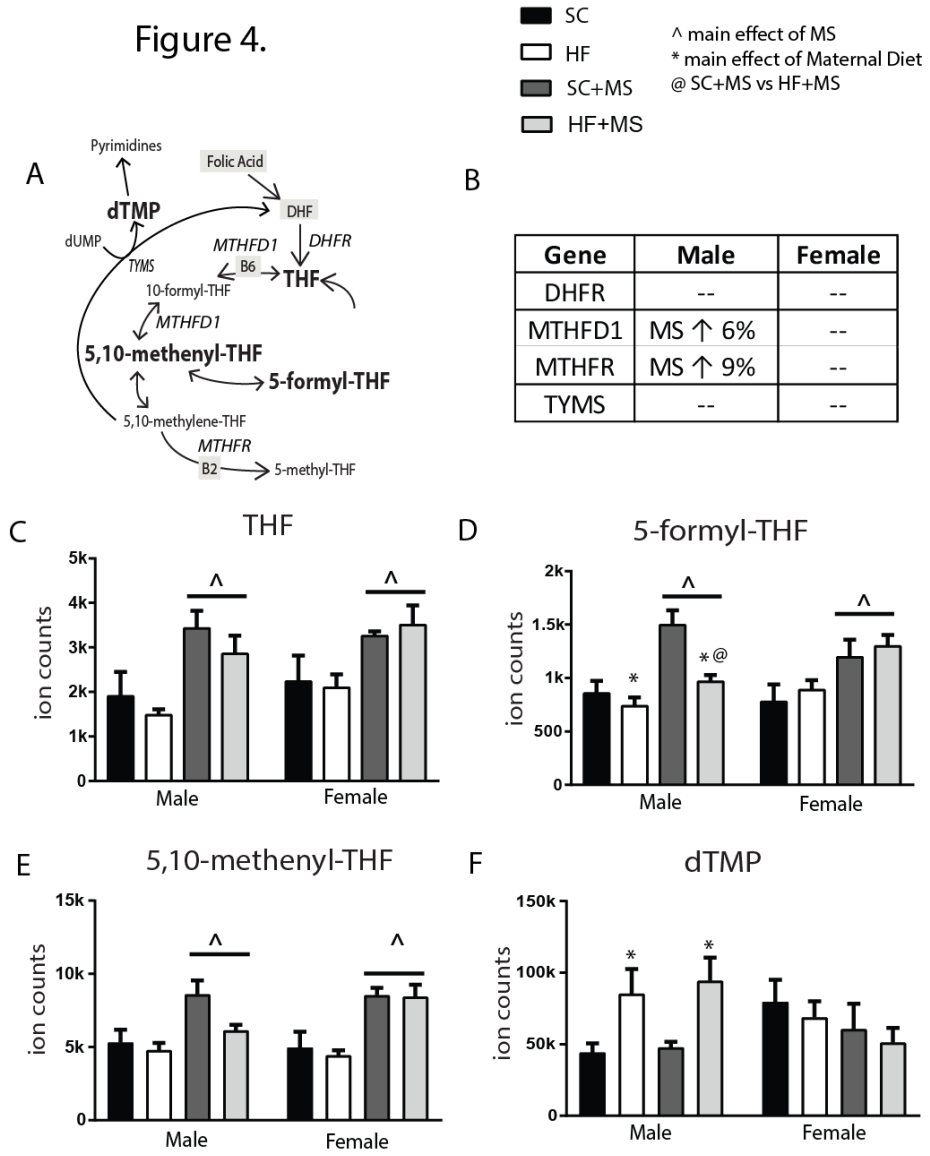 Figure 4.
SC
HF
SC+MS
HF+MS
^ main effect of MS
* main effect of Maternal Diet
@ SC+MS vs HF+MS
A
Pyrimidines
Folic Acid
dTMP
DHF
dUMP
TYMS
MTHFD1
DHFR
B6
THF
10-formyl-THF
MTHFD1
5,10-methenyl-THF
5-formyl-THF
5,10-methylene-THF
MTHFR
B2
5-methyl-THF
B
Gene Male Female
DHFR -- --
MTHFD1 MS ↑ 6% --
MTHFR MS ↑ 9% --
TYMS -- --
C
THF
ion counts
5k
4k
3k
2k
1k
0
^
^
Male
Female
D
5-formyl-THF
ion counts
2k
1.5k
1k
500
0
^
^
*
* @
Male
Female
E
5,10-methenyl-THF
ion counts
15k
10k
5k
0
^
^
Male
Female
F
dTMP
ion counts
150k
100k
50k
0
*
*
Male
Female